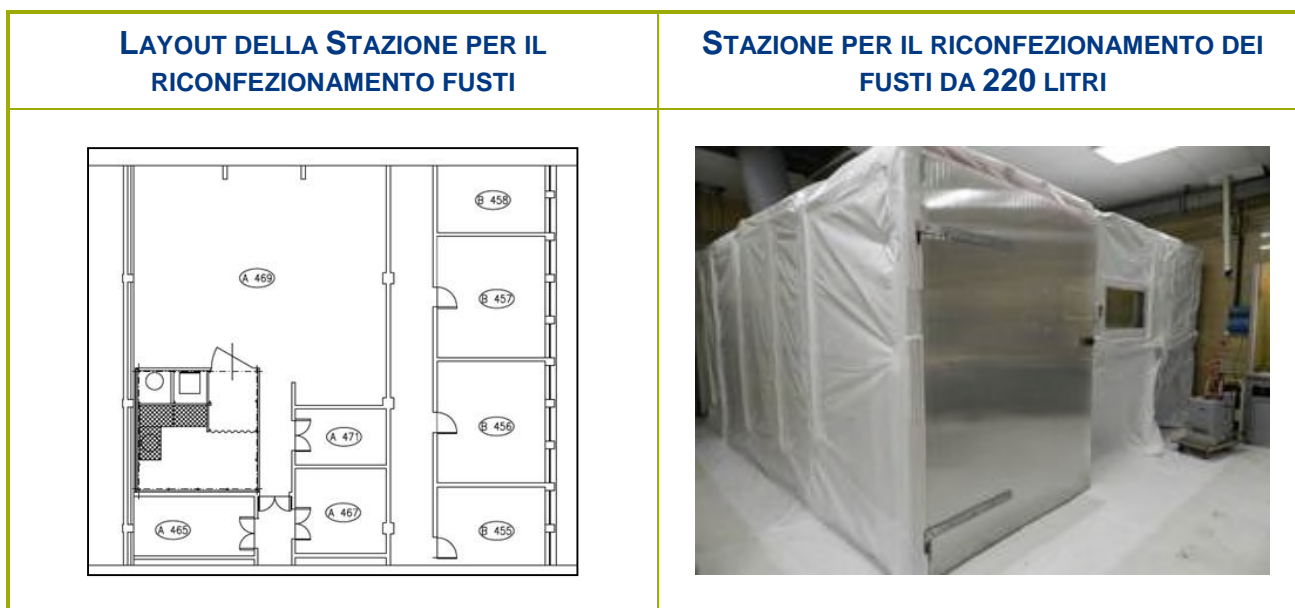 LAYOUT DELLA STAZIONE PER IL
RICONFEZIONAMENTO FUSTI
STAZIONE PER IL RICONFEZIONAMENTO DEI
FUSTI DA 220 LITRI
B 458
A 469
B 457
A 471
B 456
A 467
A 465
B 455